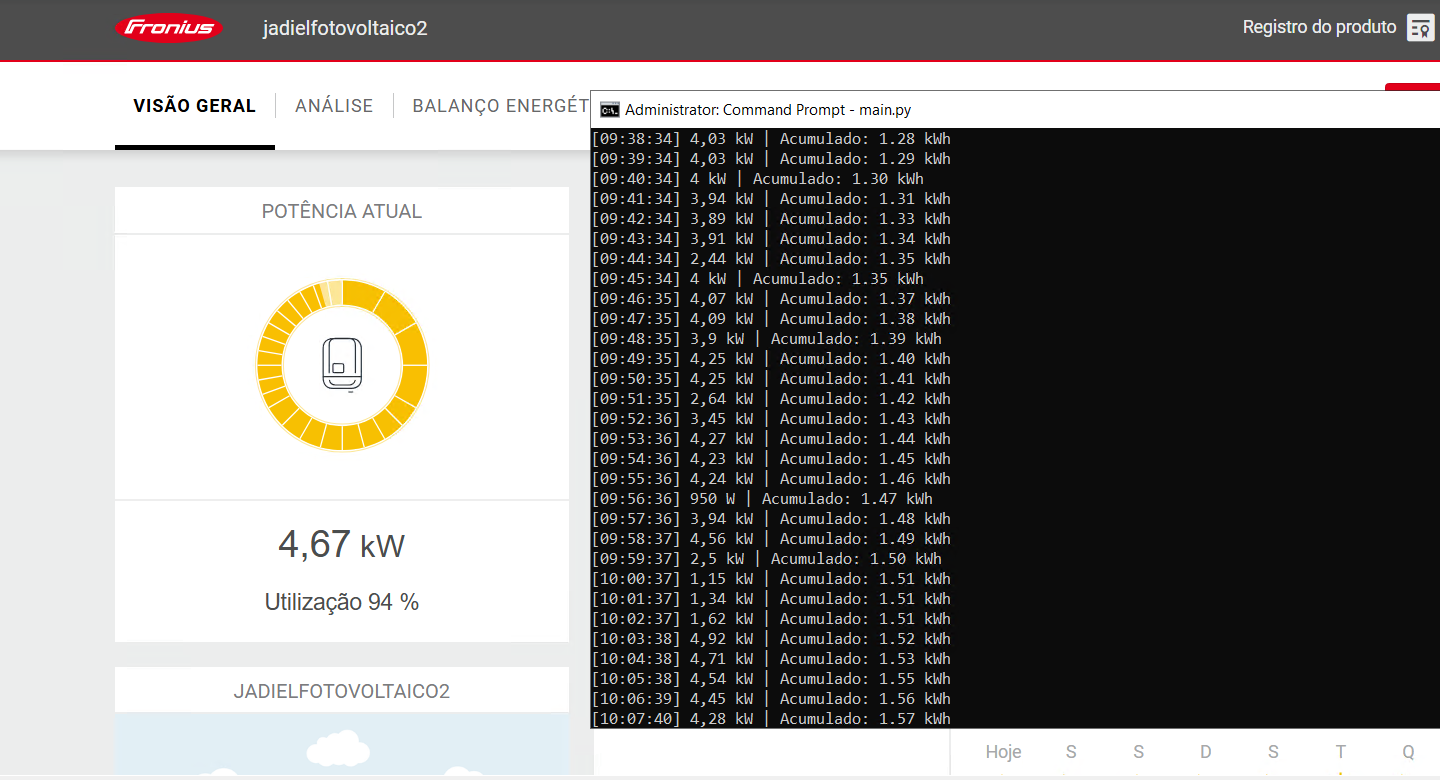 Fronius
jadielfotovoltaico2
Registro do produto
VISÃO GERAL
ANÁLISE
BALANÇO ENERGÉT
POTÊNCIA ATUAL
4,67 kW
Utilização 94 %
JADIELFOTOVOLTAICO2
Administrator: Command Prompt - main.py
[09:38:34] 4,03 kW | Acumulado: 1.28 kWh
[09:39:34] 4,03 kW | Acumulado: 1.29 kWh
[09:40:34] 4 kW | Acumulado: 1.30 kWh
[09:41:34] 3,94 kW | Acumulado: 1.31 kWh
[09:42:34] 3,89 kW | Acumulado: 1.33 kWh
[09:43:34] 3,91 kW | Acumulado: 1.34 kWh
[09:44:34] 2,44 kW | Acumulado: 1.35 kWh
[09:45:34] 4 kW | Acumulado: 1.35 kWh
[09:46:35] 4,07 kW | Acumulado: 1.37 kWh
[09:47:35] 4,09 kW | Acumulado: 1.38 kWh
[09:48:35] 3,9 kW | Acumulado: 1.39 kWh
[09:49:35] 4,25 kW | Acumulado: 1.40 kWh
[09:50:35] 4,25 kW | Acumulado: 1.41 kWh
[09:51:35] 2,64 kW | Acumulado: 1.42 kWh
[09:52:36] 3,45 kW | Acumulado: 1.43 kWh
[09:53:36] 4,27 kW | Acumulado: 1.44 kWh
[09:54:36] 4,23 kW | Acumulado: 1.45 kWh
[09:55:36] 4,24 kW | Acumulado: 1.46 kWh
[09:56:36] 950 W | Acumulado: 1.47 kWh
[09:57:36] 3,94 kW | Acumulado: 1.48 kWh
[09:58:37] 4,56 kW | Acumulado: 1.49 kWh
[09:59:37] 2,5 kW | Acumulado: 1.50 kWh
[10:00:37] 1,15 kW | Acumulado: 1.51 kWh
[10:01:37] 1,34 kW | Acumulado: 1.51 kWh
[10:02:37] 1,62 kW | Acumulado: 1.51 kWh
[10:03:38] 4,92 kW | Acumulado: 1.52 kWh
[10:04:38] 4,71 kW | Acumulado: 1.53 kWh
[10:05:38] 4,54 kW | Acumulado: 1.55 kWh
[10:06:39] 4,45 kW | Acumulado: 1.56 kWh
[10:07:40] 4,28 kW | Acumulado: 1.57 kWh
Hoje S S D S T Q